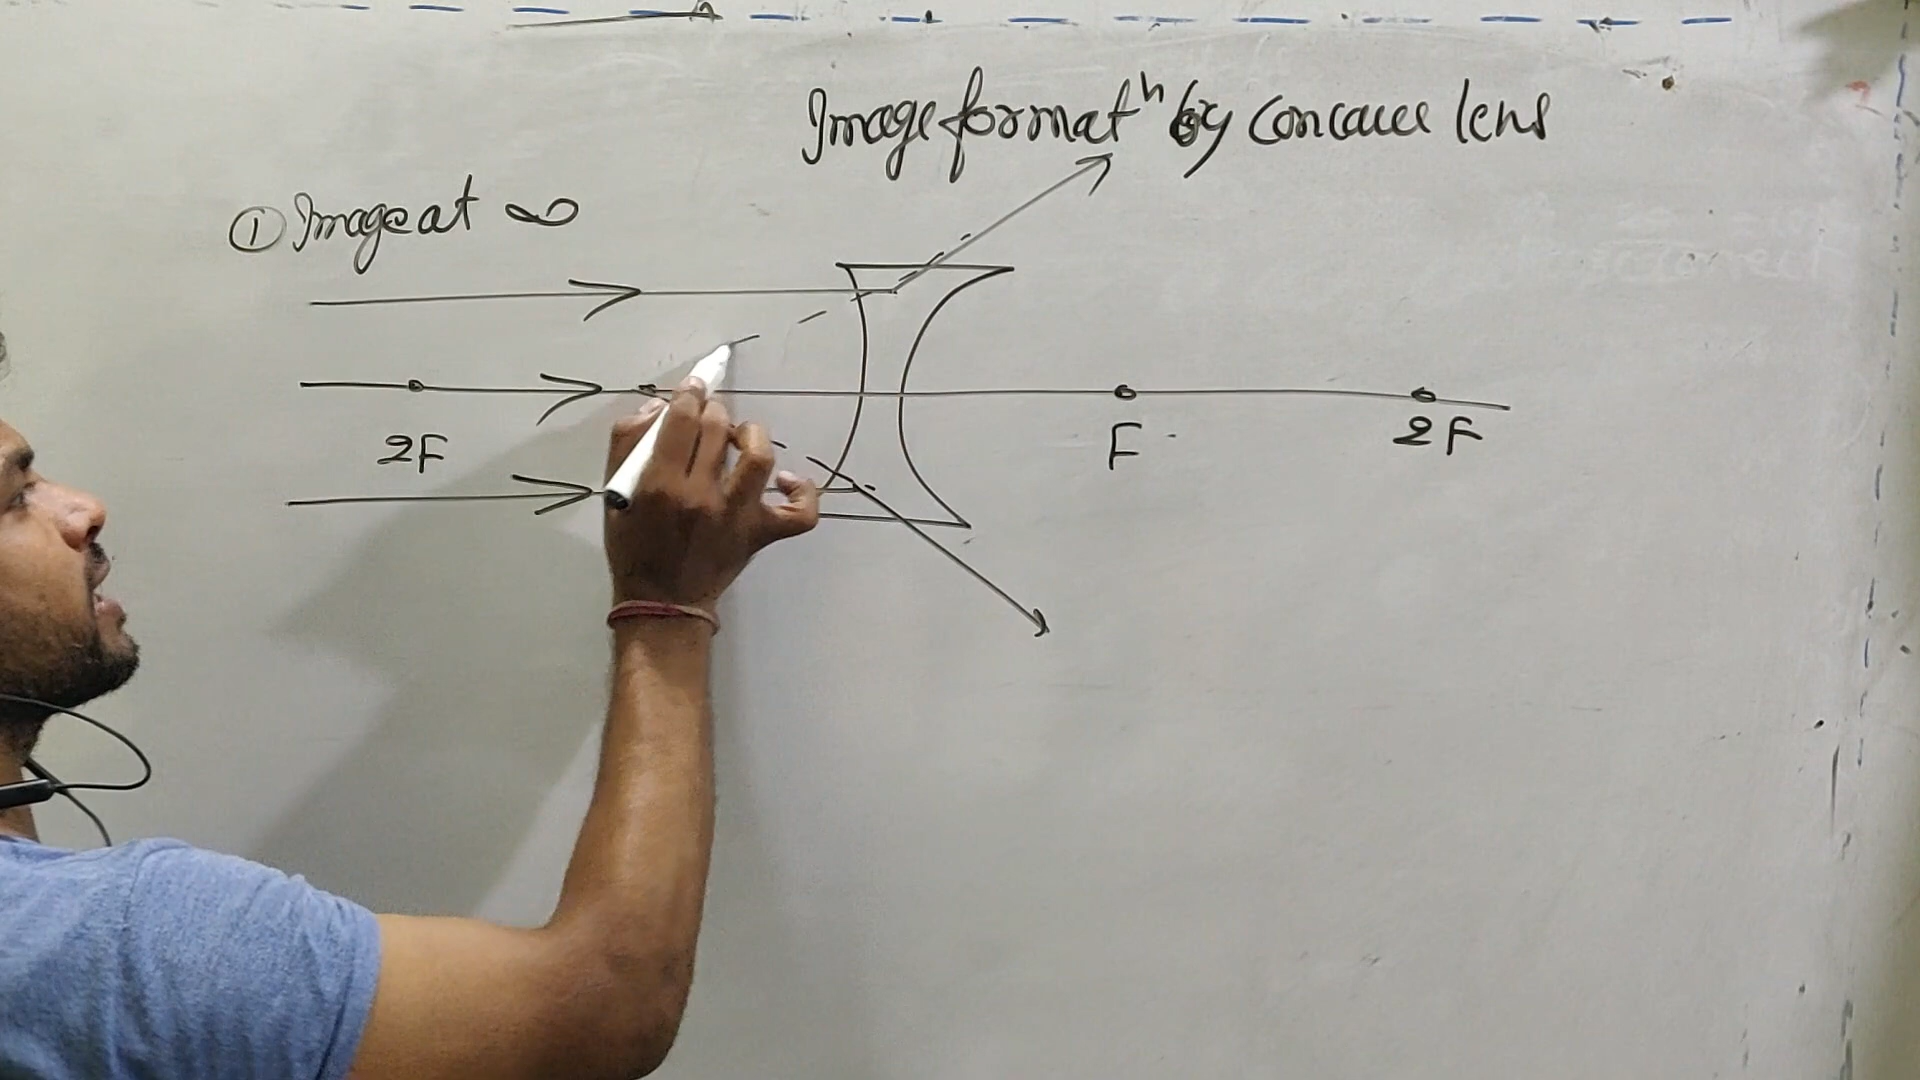 Image formatⁿ by concave lens
① Image at ∞
2F
F
2F